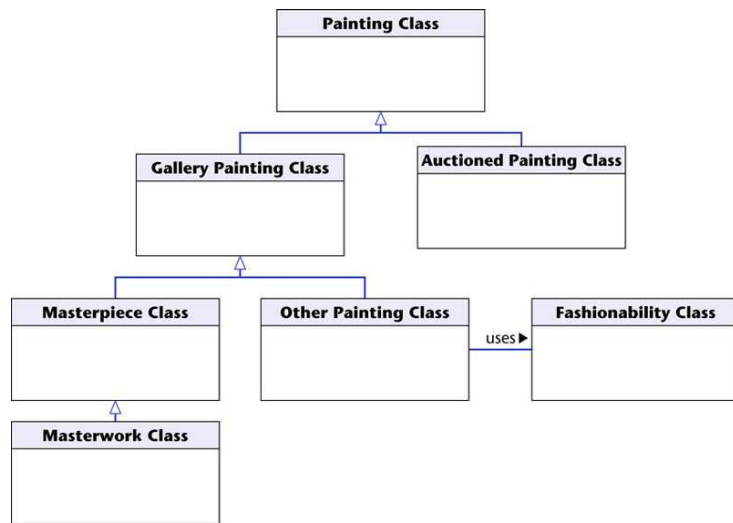 Painting Class
Gallery Painting Class
Auctioned Painting Class
Masterpiece Class
Other Painting Class
Fashionability Class
uses
Masterwork Class